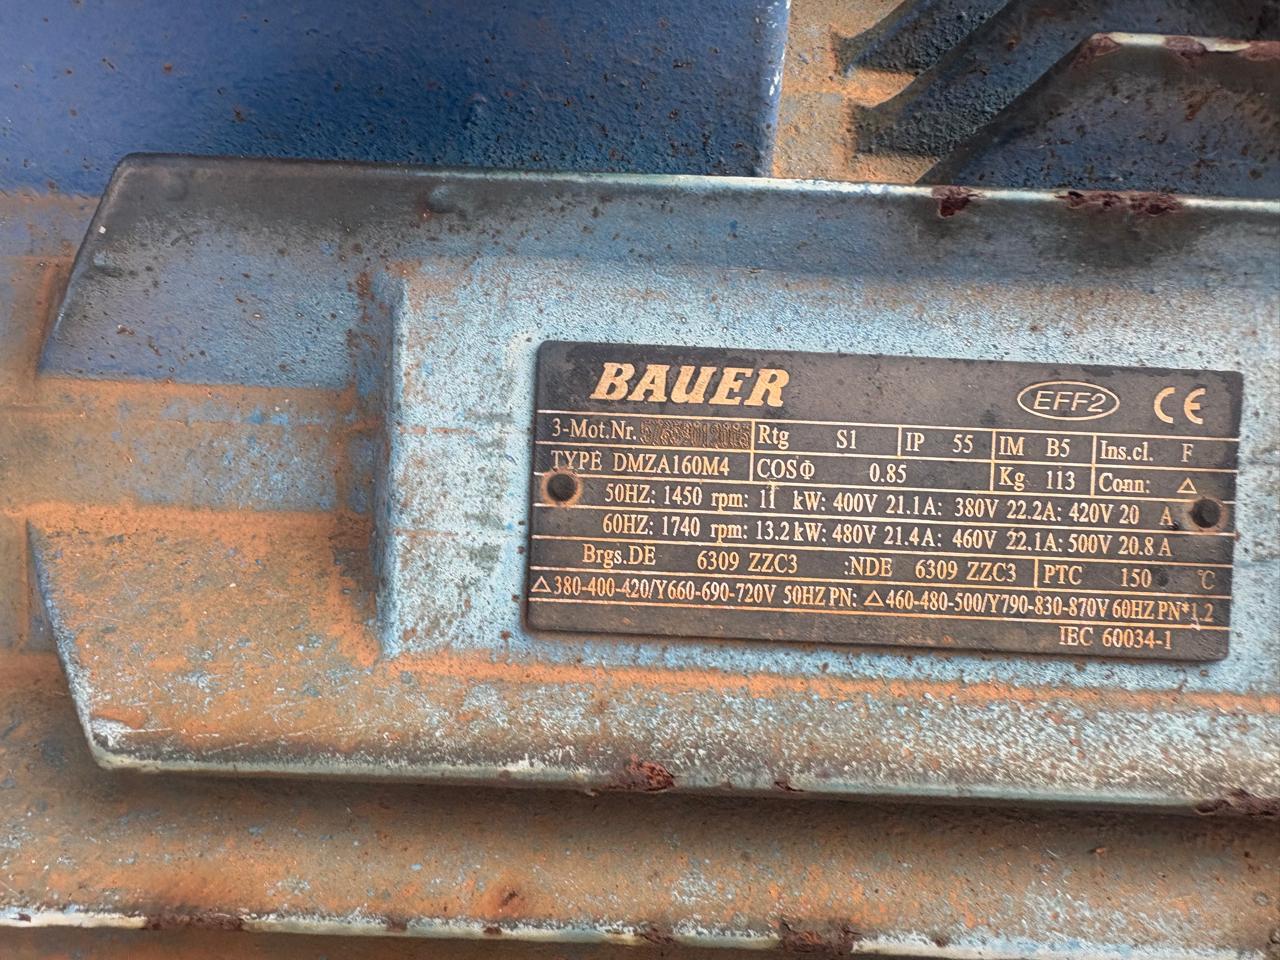 BAUER EFF2 CE
3-Mot.Nr. Rtg S1 IP 55 IM B5 Ins.cl. F
TYPE DMZA160M4 COSΦ 0.85 Kg 113 Conn: △
50HZ: 1450 rpm: 11 kW: 400V 21.1A: 380V 22.2A: 420V 20 A
60HZ: 1740 rpm: 13.2 kW: 480V 21.4A: 460V 22.1A: 500V 20.8 A
Brgs.DE 6309 ZZC3 :NDE 6309 ZZC3 PTC 150 °C
△380-400-420/Y660-690-720V 50HZ PN: △460-480-500/Y790-830-870V 60HZ PN*1.2
IEC 60034-1